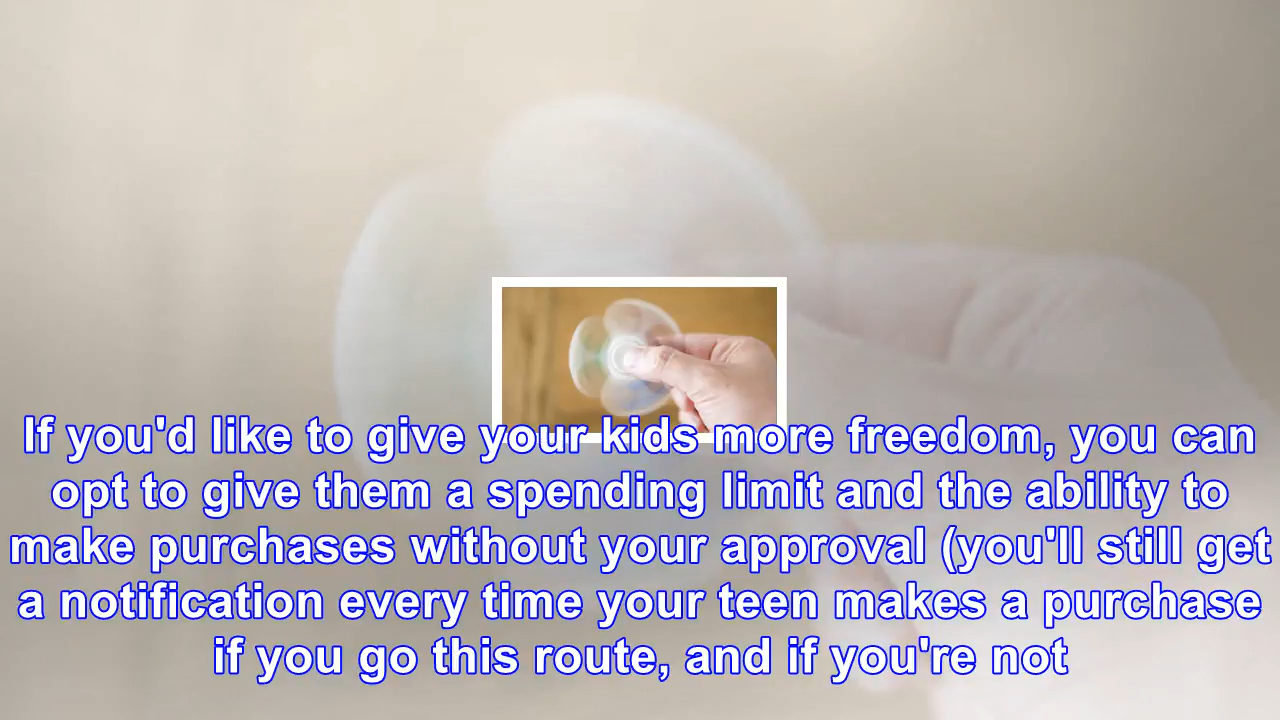 If you'd like to give your kids more freedom, you can
opt to give them a spending limit and the ability to
make purchases without your approval (you'll still get
a notification every time your teen makes a purchase
if you go this route, and if you're not